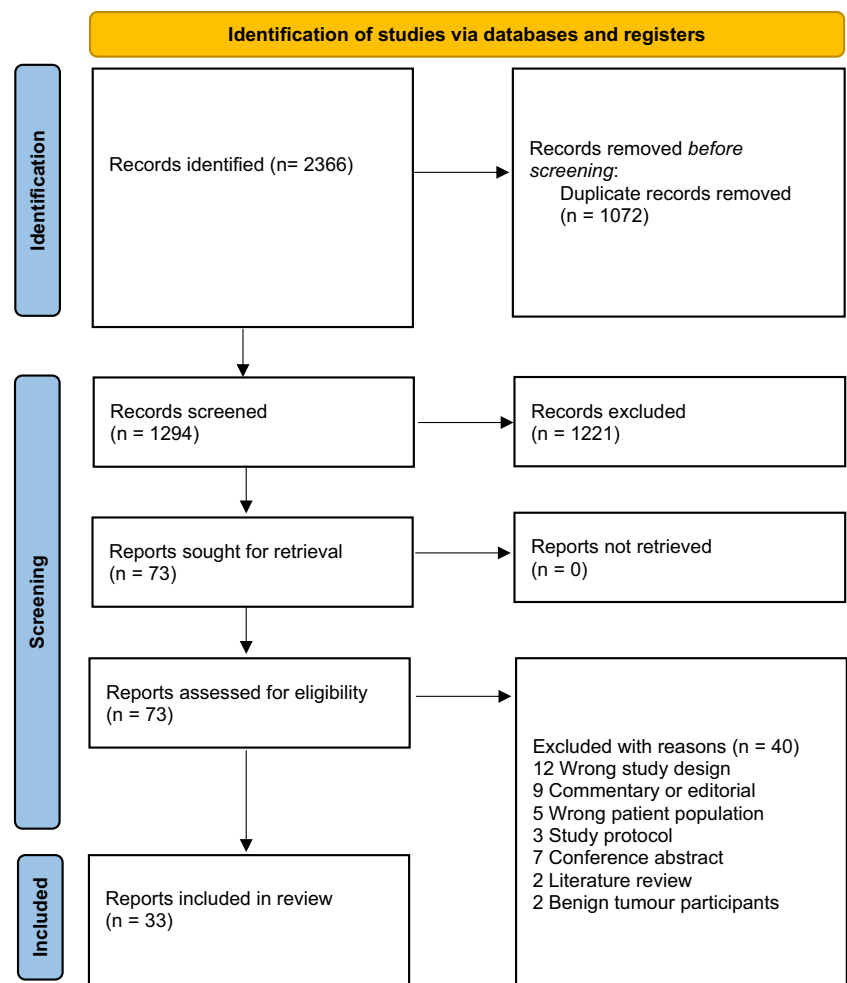 Identification of studies via databases and registers
Identification
Records identified (n= 2366)
Records removed before
screening:
Duplicate records removed
(n = 1072)
Screening
Records screened
(n = 1294)
Records excluded
(n = 1221)
Reports sought for retrieval
(n = 73)
Reports not retrieved
(n = 0)
Reports assessed for eligibility
(n = 73)
Excluded with reasons (n = 40)
12 Wrong study design
9 Commentary or editorial
5 Wrong patient population
3 Study protocol
7 Conference abstract
2 Literature review
2 Benign tumour participants
Included
Reports included in review
(n = 33)